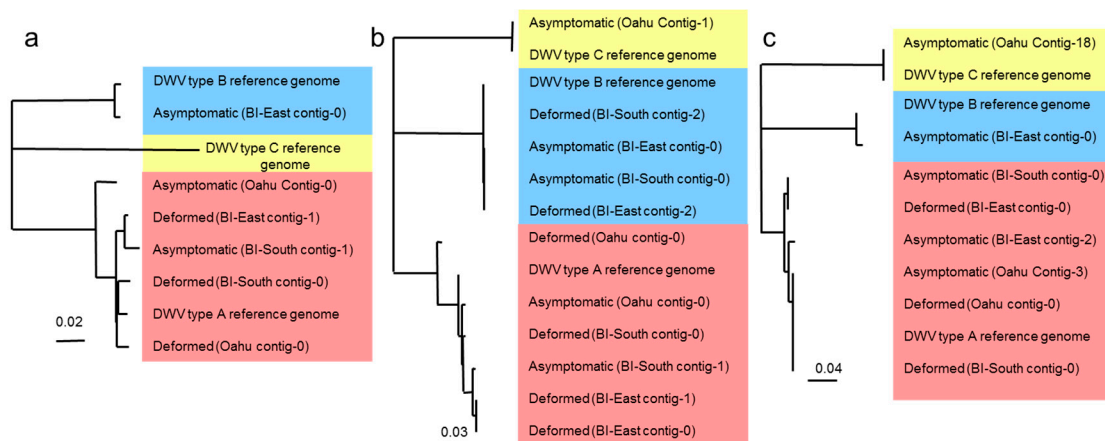 a
DWV type B reference genome
Asymptomatic (BI-East contig-0)
DWV type C reference
genome
Asymptomatic (Oahu Contig-0)
Deformed (BI-East contig-1)
Asymptomatic (BI-South contig-1)
Deformed (BI-South contig-0)
DWV type A reference genome
Deformed (Oahu contig-0)
0.02
b
Asymptomatic (Oahu Contig-1)
DWV type C reference genome
DWV type B reference genome
Deformed (BI-South contig-2)
Asymptomatic (BI-East contig-0)
Asymptomatic (BI-South contig-0)
Deformed (BI-East contig-2)
Deformed (Oahu contig-0)
DWV type A reference genome
Asymptomatic (Oahu contig-0)
Deformed (BI-South contig-0)
Asymptomatic (BI-South contig-1)
Deformed (BI-East contig-1)
Deformed (BI-East contig-0)
0.03
c
Asymptomatic (Oahu Contig-18)
DWV type C reference genome
DWV type B reference genome
Asymptomatic (BI-East contig-0)
Asymptomatic (BI-South contig-0)
Deformed (BI-East contig-0)
Asymptomatic (BI-East contig-2)
Asymptomatic (Oahu Contig-3)
Deformed (Oahu contig-0)
DWV type A reference genome
Deformed (BI-South contig-0)
0.04